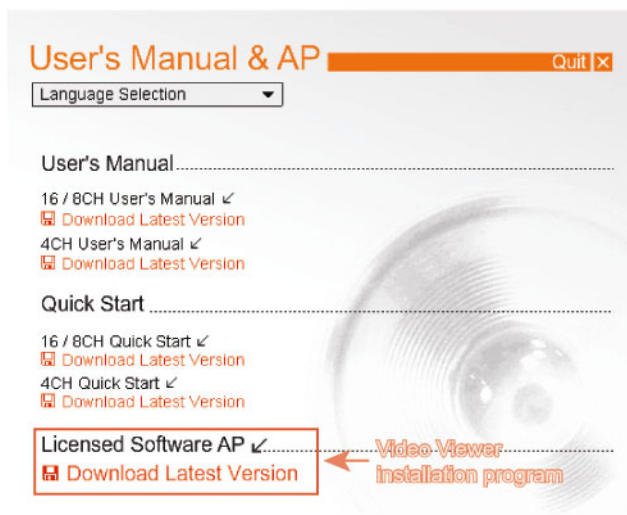 User's Manual & AP
Quit
Language Selection
User's Manual
16 / 8CH User's Manual
Download Latest Version
4CH User's Manual
Download Latest Version
Quick Start
16 / 8CH Quick Start
Download Latest Version
4CH Quick Start
Download Latest Version
Licensed Software AP
Download Latest Version
Video Viewer
installation program